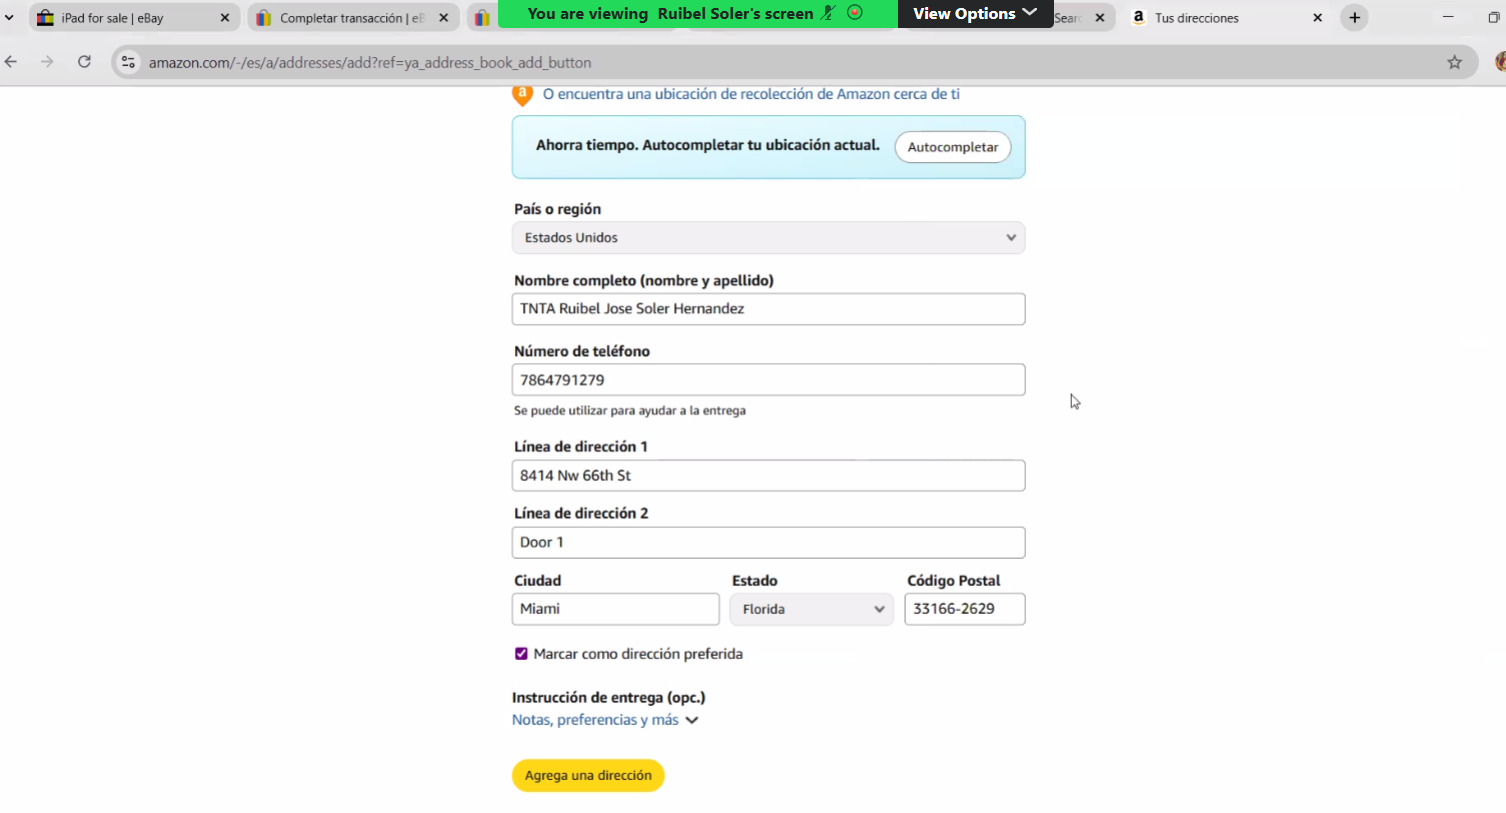 iPad for sale | eBay
Completar transacción | eB
You are viewing Ruibel Soler's screen
View Options
Sear
Tus direcciones
amazon.com/-/es/a/addresses/add?ref=ya_address_book_add_button
O encuentra una ubicación de recolección de Amazon cerca de ti
Ahorra tiempo. Autocompletar tu ubicación actual.
Autocompletar
País o región
Estados Unidos
Nombre completo (nombre y apellido)
TNTA Ruibel Jose Soler Hernandez
Número de teléfono
7864791279
Se puede utilizar para ayudar a la entrega
Línea de dirección 1
8414 Nw 66th St
Línea de dirección 2
Door 1
Ciudad Estado Código Postal
Miami Florida 33166-2629
Marcar como dirección preferida
Instrucción de entrega (opc.)
Notas, preferencias y más
Agrega una dirección